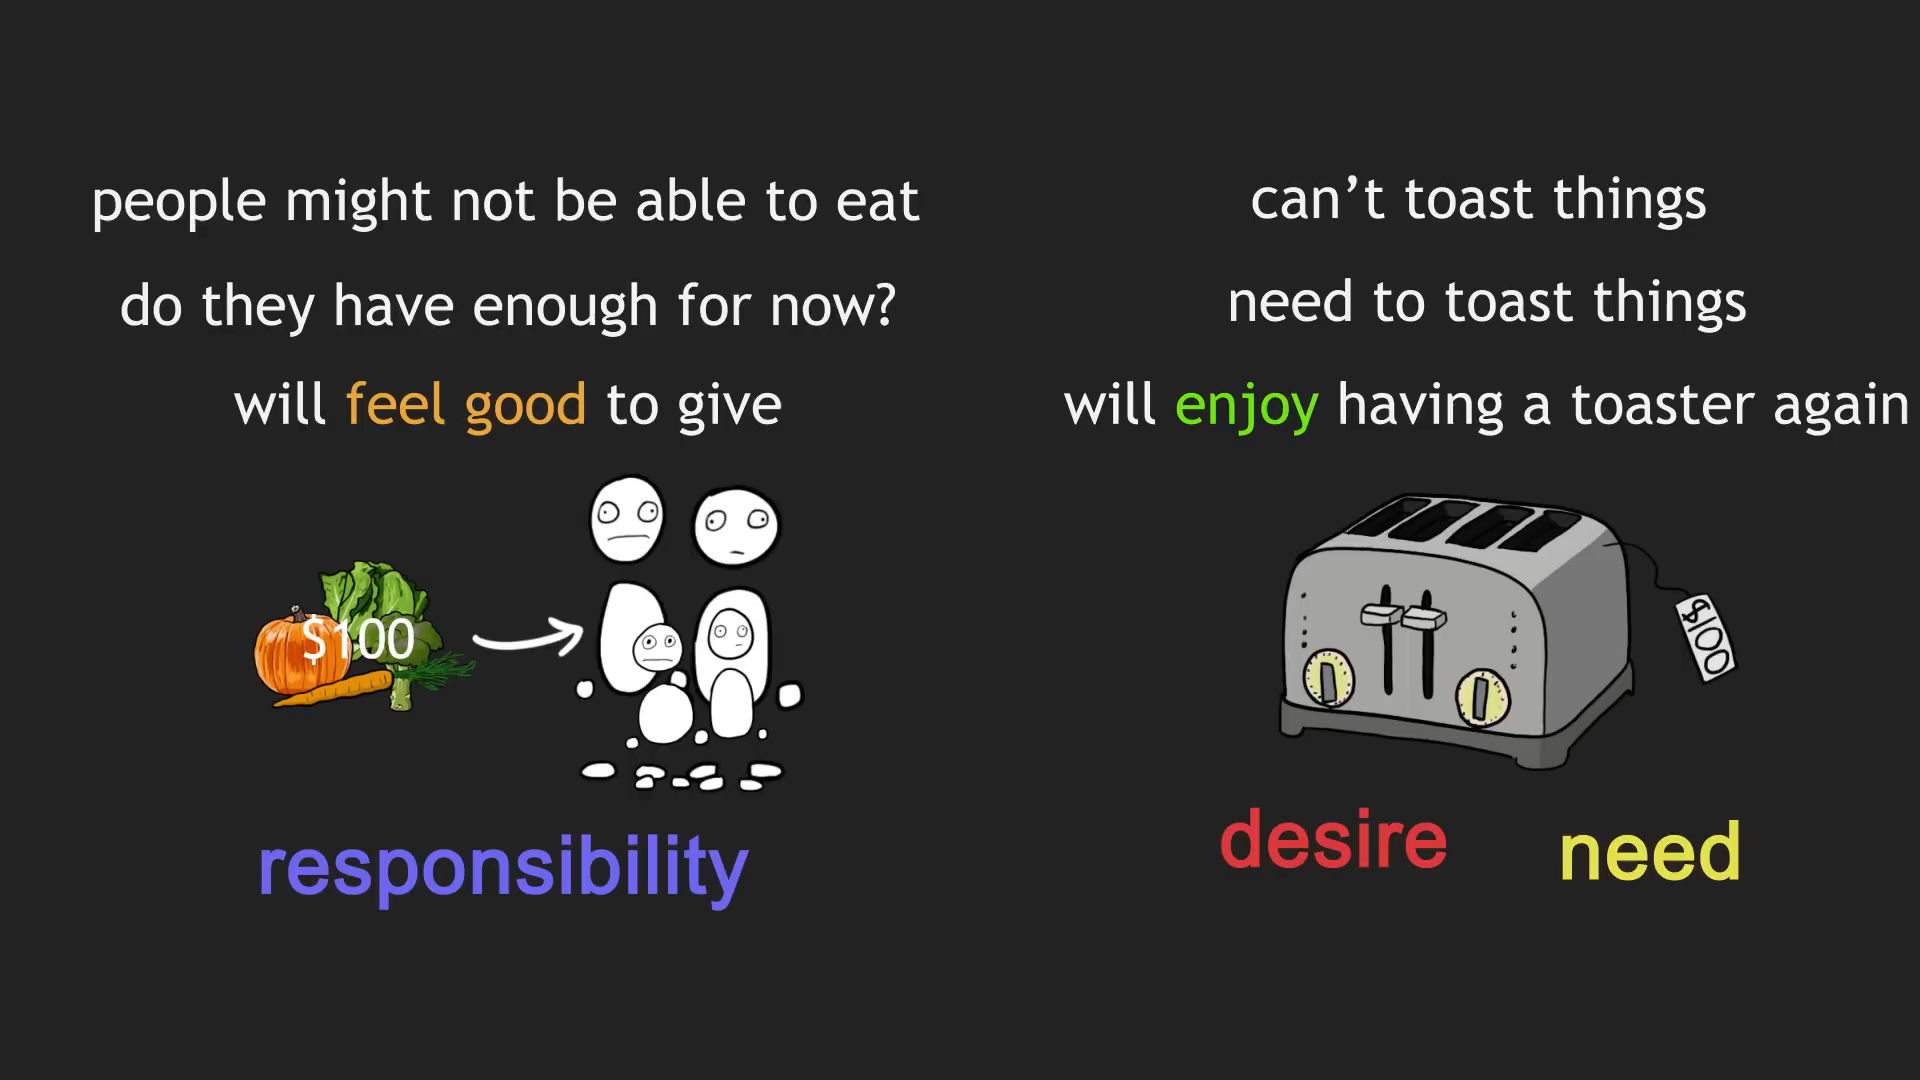 people might not be able to eat
do they have enough for now?
will feel good to give
$100
responsibility
can’t toast things
need to toast things
will enjoy having a toaster again
$100
desire
need